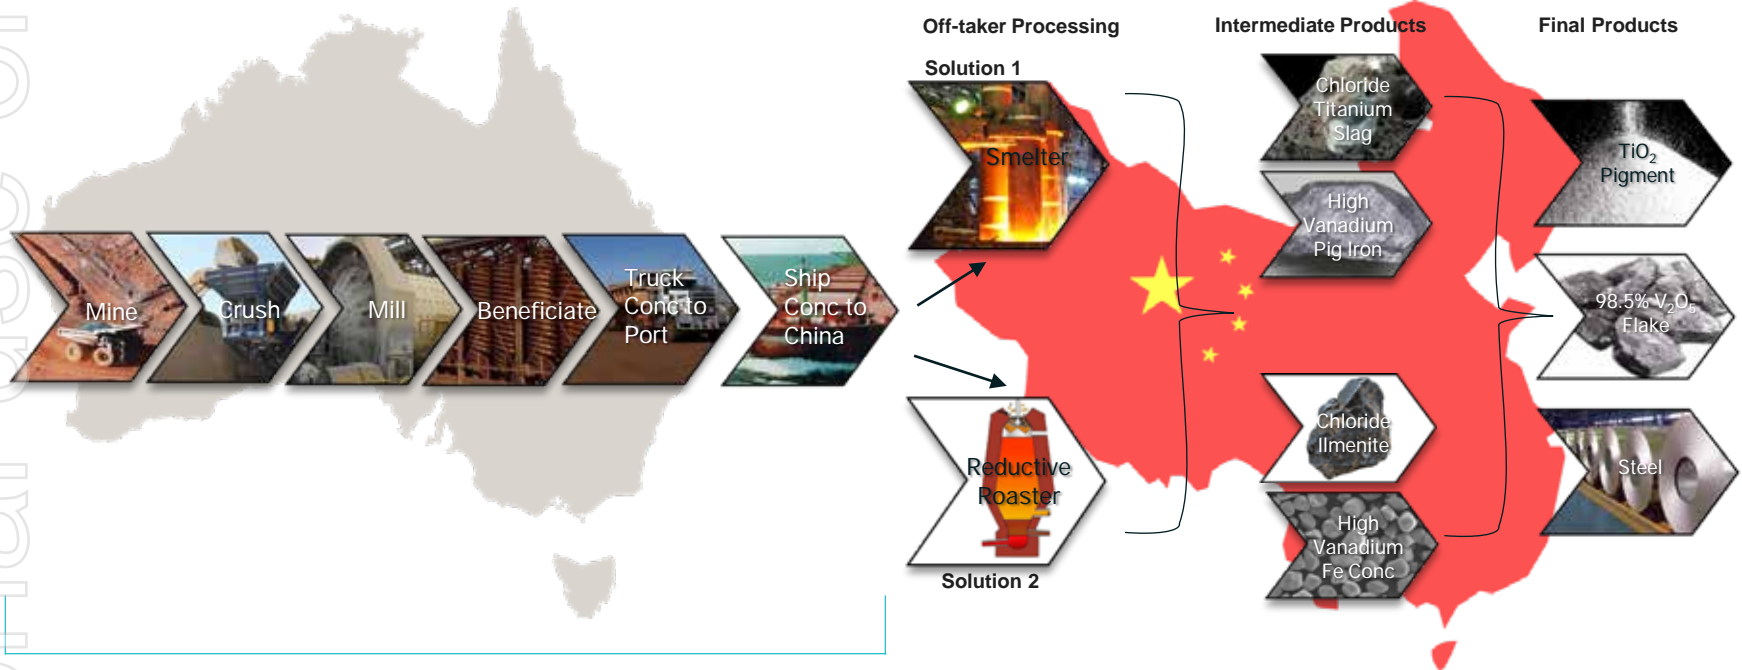 Off-taker Processing
Intermediate Products
Final Products
Solution 1
Mine
Crush
Mill
Beneficiate
Truck
Conc to
Port
Ship
Conc to
China
Smelter
Reductive
Roaster
Solution 2
Chloride
Titanium
Slag
High
Vanadium
Pig Iron
Chloride
Ilmenite
High
Vanadium
Fe Conc
TiO₂
Pigment
98.5% V₂O₅
Flake
Steel